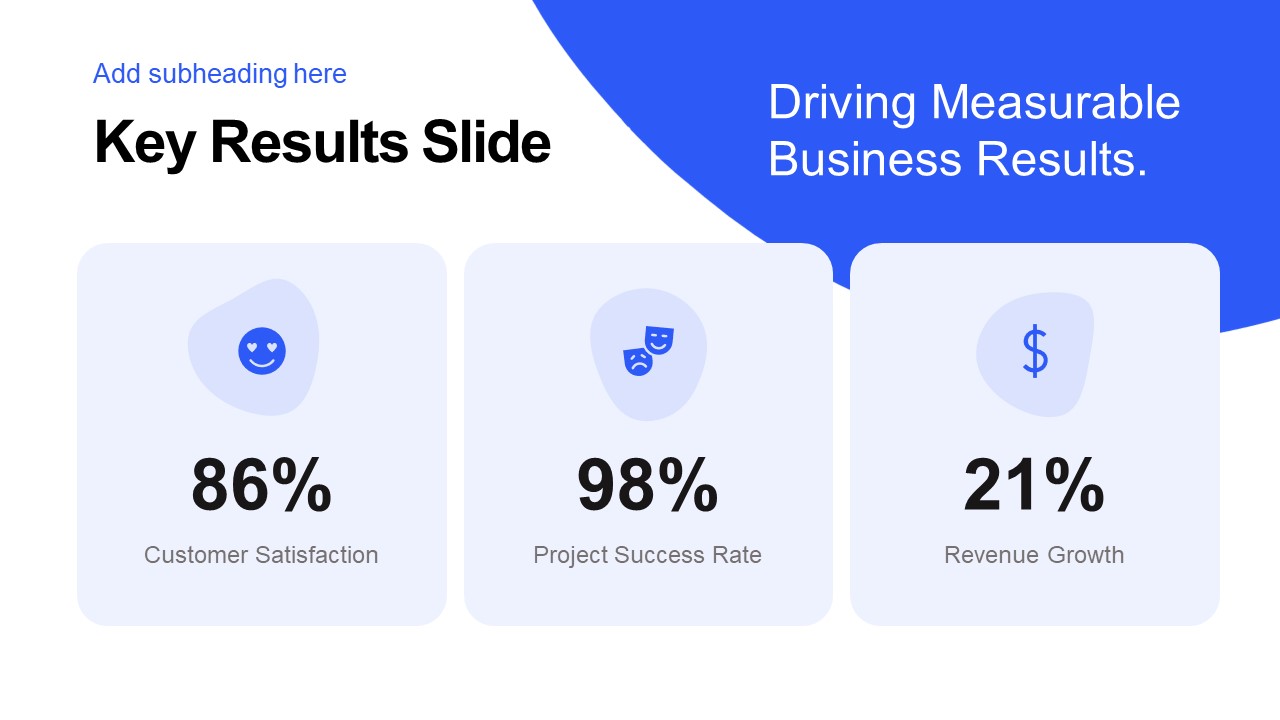 Add subheading here
Key Results Slide
Driving Measurable
Business Results.
86%
Customer Satisfaction
98%
Project Success Rate
21%
Revenue Growth